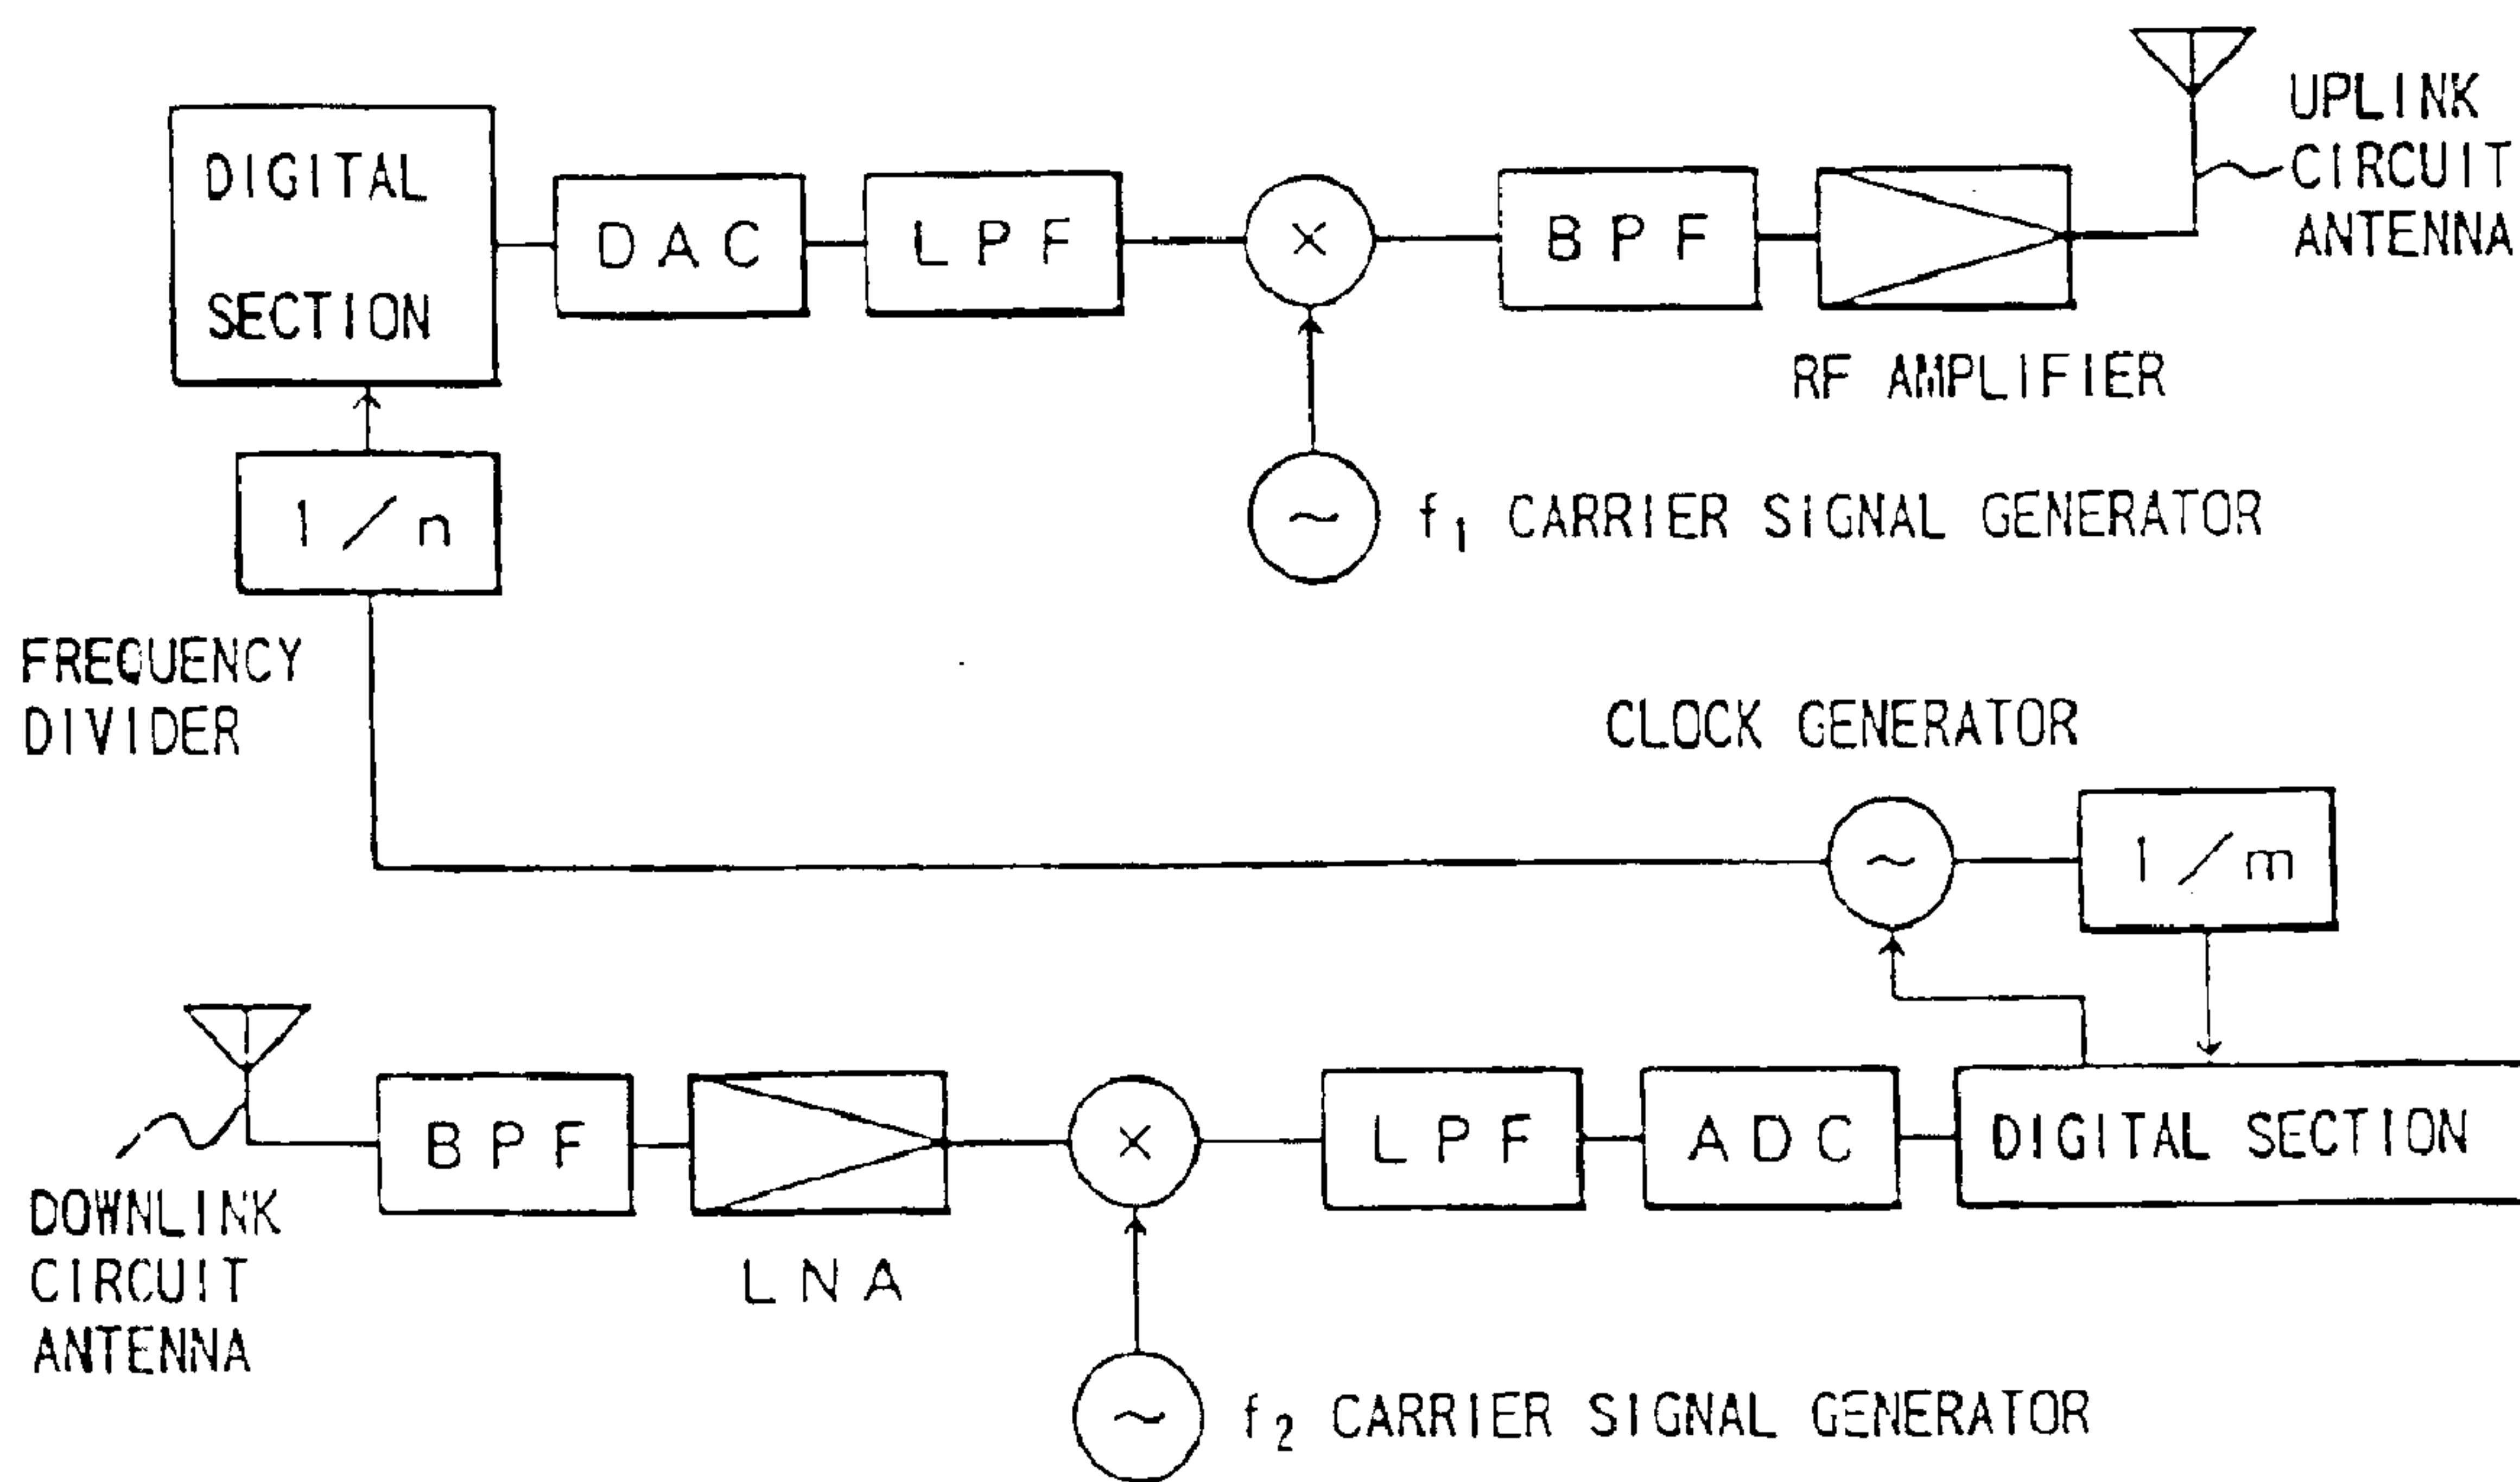 DIGITAL
SECTION
DAC
LPF
×
BPF
UPLINK
CIRCUIT
ANTENNA
RF AMPLIFIER
1/n
~
f₁ CARRIER SIGNAL GENERATOR
FREQUENCY
DIVIDER
CLOCK GENERATOR
~
1/m
DOWNLINK
CIRCUIT
ANTENNA
BPF
LNA
×
LPF
ADC
DIGITAL SECTION
~
f₂ CARRIER SIGNAL GENERATOR